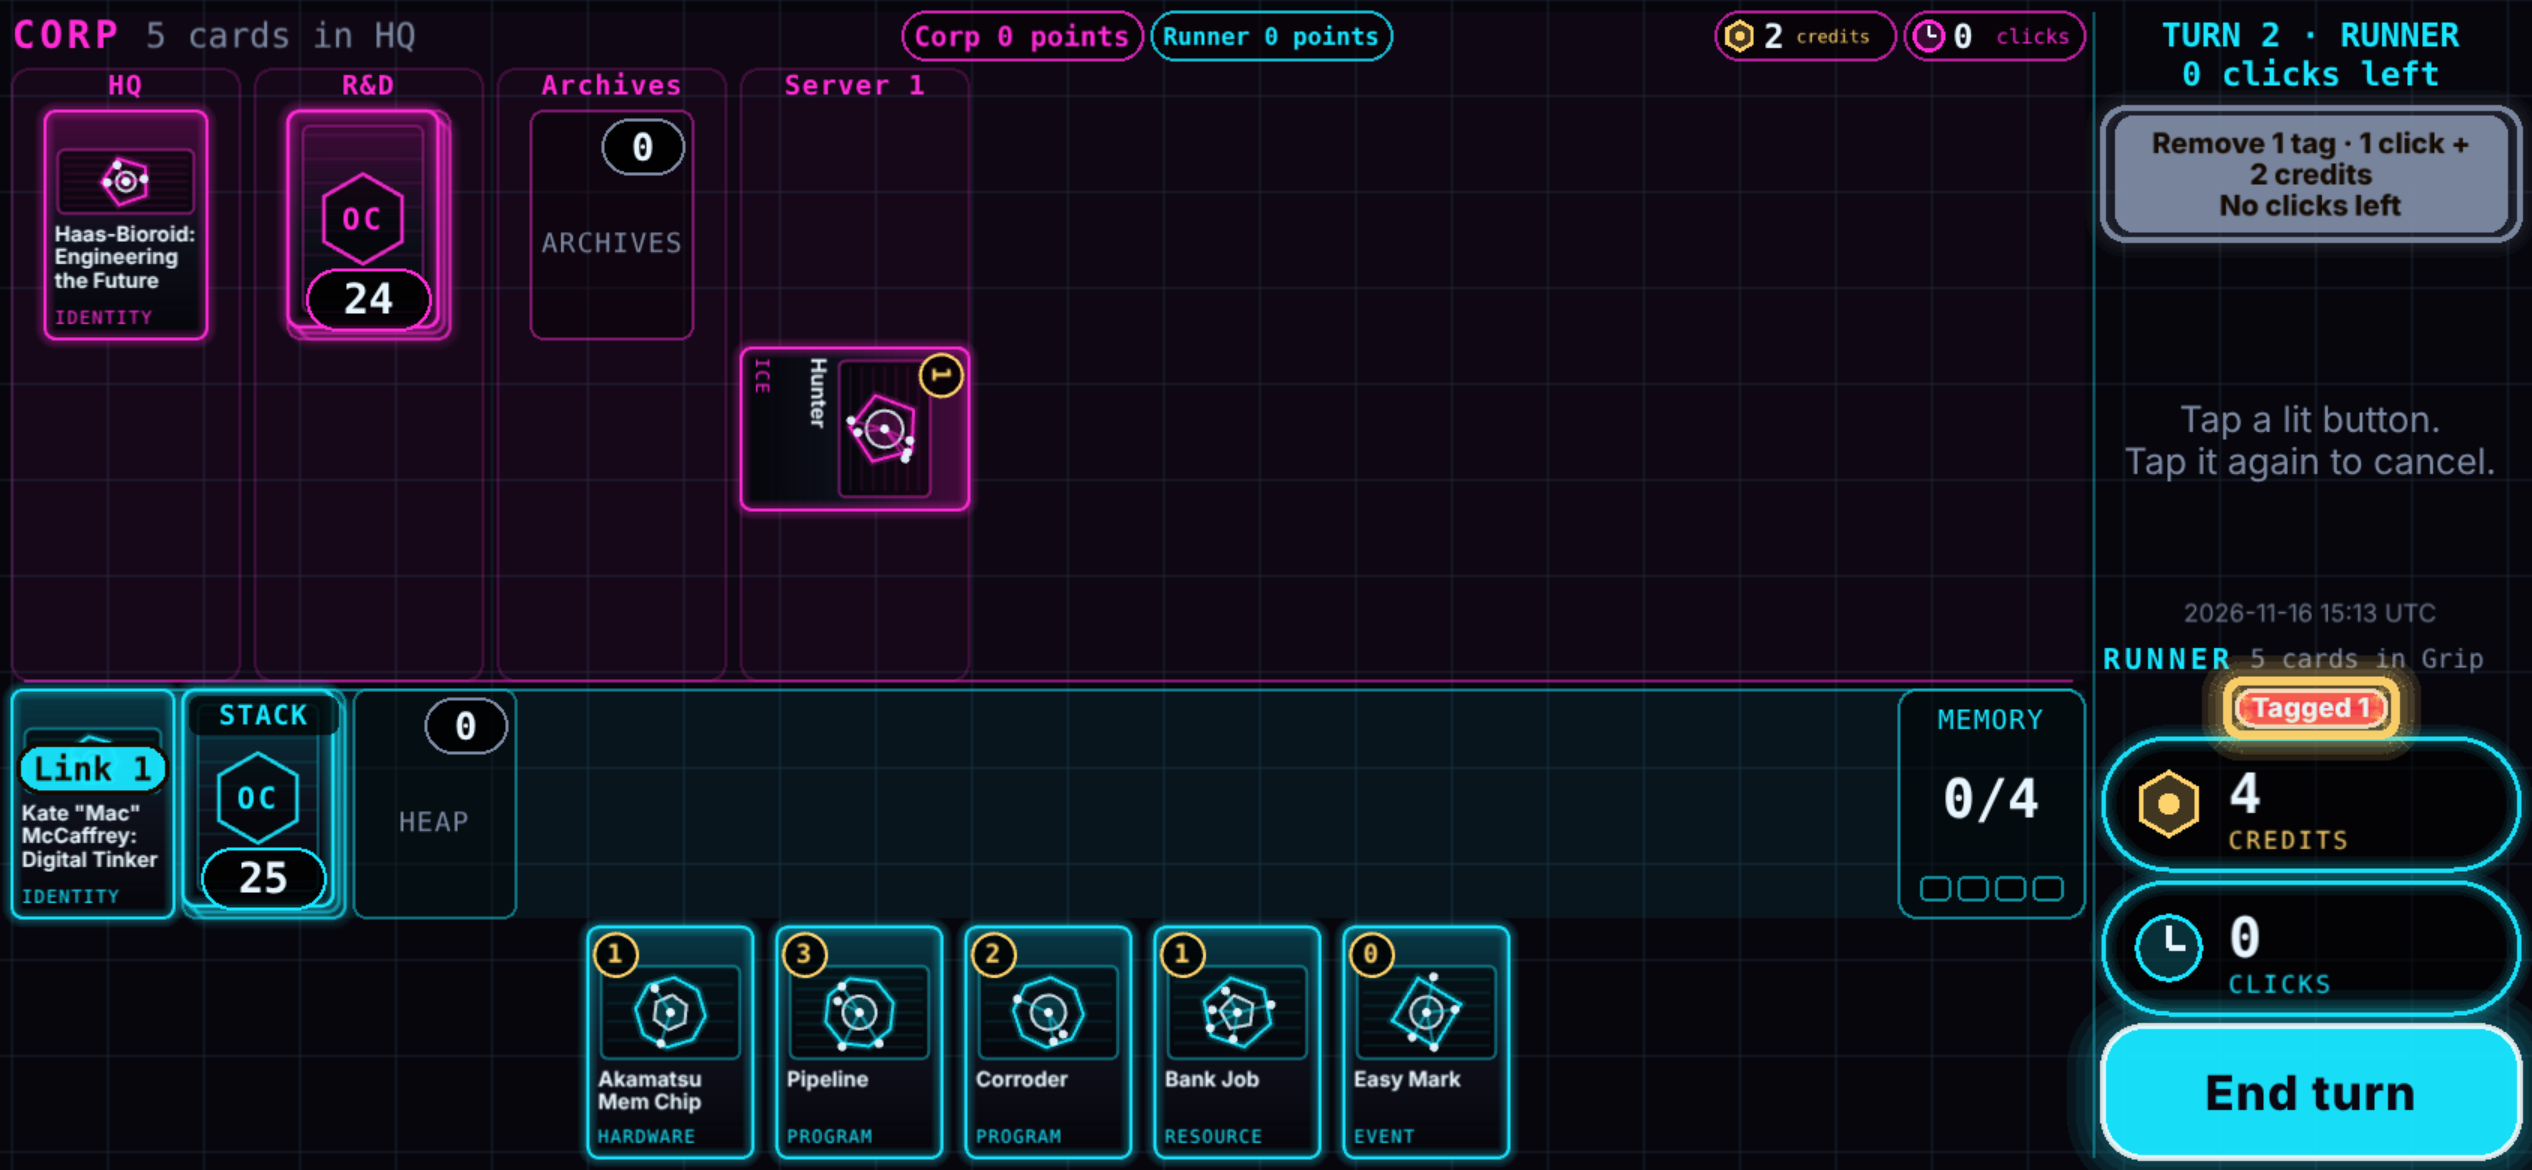 CORP 5 cards in HQ
Corp 0 points
Runner 0 points
2 credits
0 clicks
TURN 2 · RUNNER
0 clicks left
HQ
R&D
Archives
Server 1
Remove 1 tag · 1 click +
2 credits
No clicks left
Haas-Bioroid:
Engineering
the Future
IDENTITY
OC
24
0
ARCHIVES
ICE
Hunter
1
Tap a lit button.
Tap it again to cancel.
2026-11-16 15:13 UTC
RUNNER 5 cards in Grip
Tagged 1
4
CREDITS
0
CLICKS
End turn
Link 1
Kate "Mac"
McCaffrey:
Digital Tinker
IDENTITY
STACK
OC
25
0
HEAP
MEMORY
0/4
1
Akamatsu
Mem Chip
HARDWARE
3
Pipeline
PROGRAM
2
Corroder
PROGRAM
1
Bank Job
RESOURCE
0
Easy Mark
EVENT